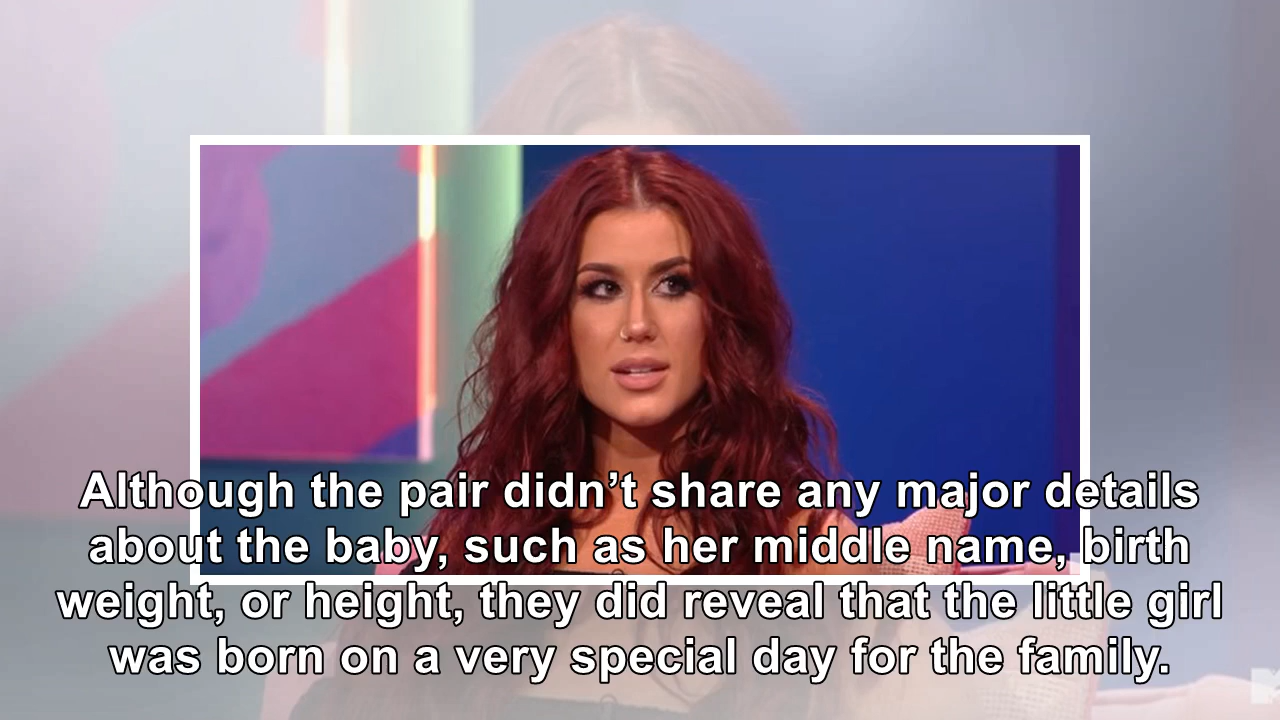 Although the pair didn’t share any major details
about the baby, such as her middle name, birth
weight, or height, they did reveal that the little girl
was born on a very special day for the family.